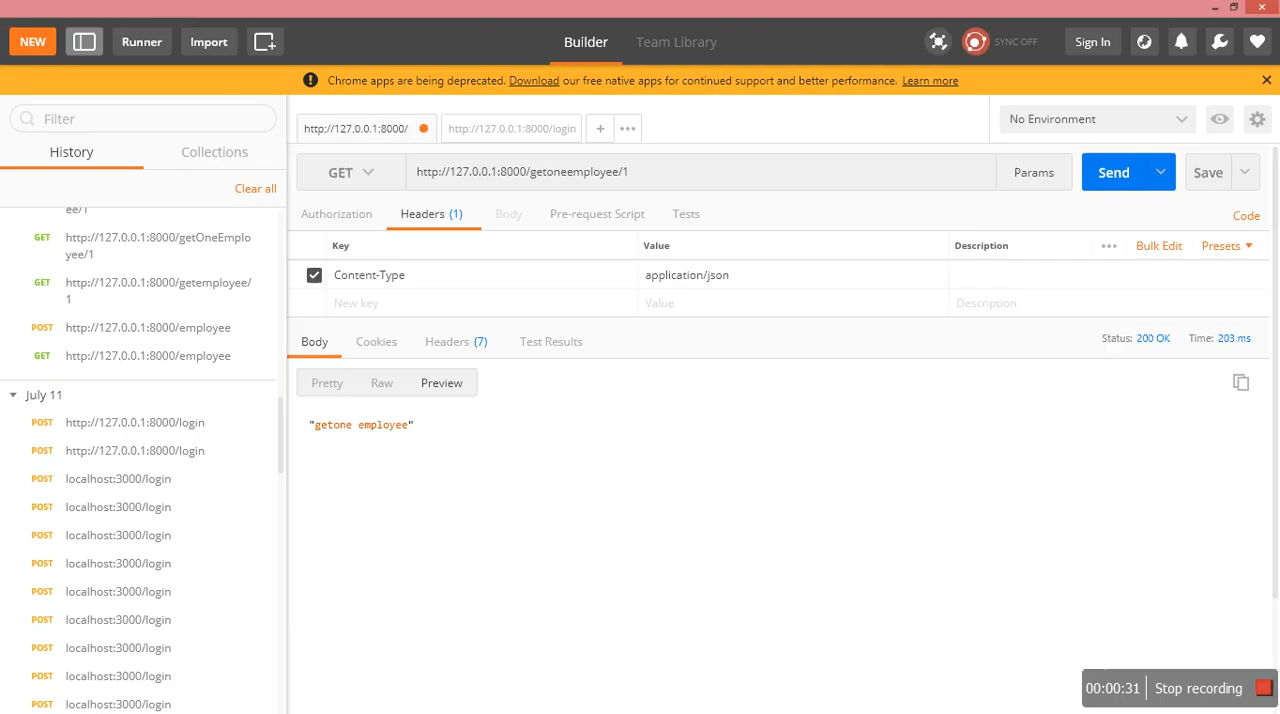 NEW
Runner
Import
Builder
Team Library
SYNC OFF
Sign In
Chrome apps are being deprecated. Download our free native apps for continued support and better performance. Learn more
Filter
History
Collections
Clear all
ee/1
GET http://127.0.0.1:8000/getOneEmplo
yee/1
GET http://127.0.0.1:8000/getemployee/
1
POST http://127.0.0.1:8000/employee
GET http://127.0.0.1:8000/employee
July 11
POST http://127.0.0.1:8000/login
POST http://127.0.0.1:8000/login
POST localhost:3000/login
POST localhost:3000/login
POST localhost:3000/login
POST localhost:3000/login
POST localhost:3000/login
POST localhost:3000/login
POST localhost:3000/login
POST localhost:3000/login
POST localhost:3000/login
http://127.0.0.1:8000/
http://127.0.0.1:8000/login
No Environment
GET
http://127.0.0.1:8000/getoneemployee/1
Params
Send
Save
Authorization
Headers (1)
Body
Pre-request Script
Tests
Code
Key
Value
Description
Bulk Edit
Presets
Content-Type
application/json
New key
Value
Description
Body
Cookies
Headers (7)
Test Results
Status: 200 OK
Time: 203 ms
Pretty
Raw
Preview
"getone employee"
00:00:31
Stop recording